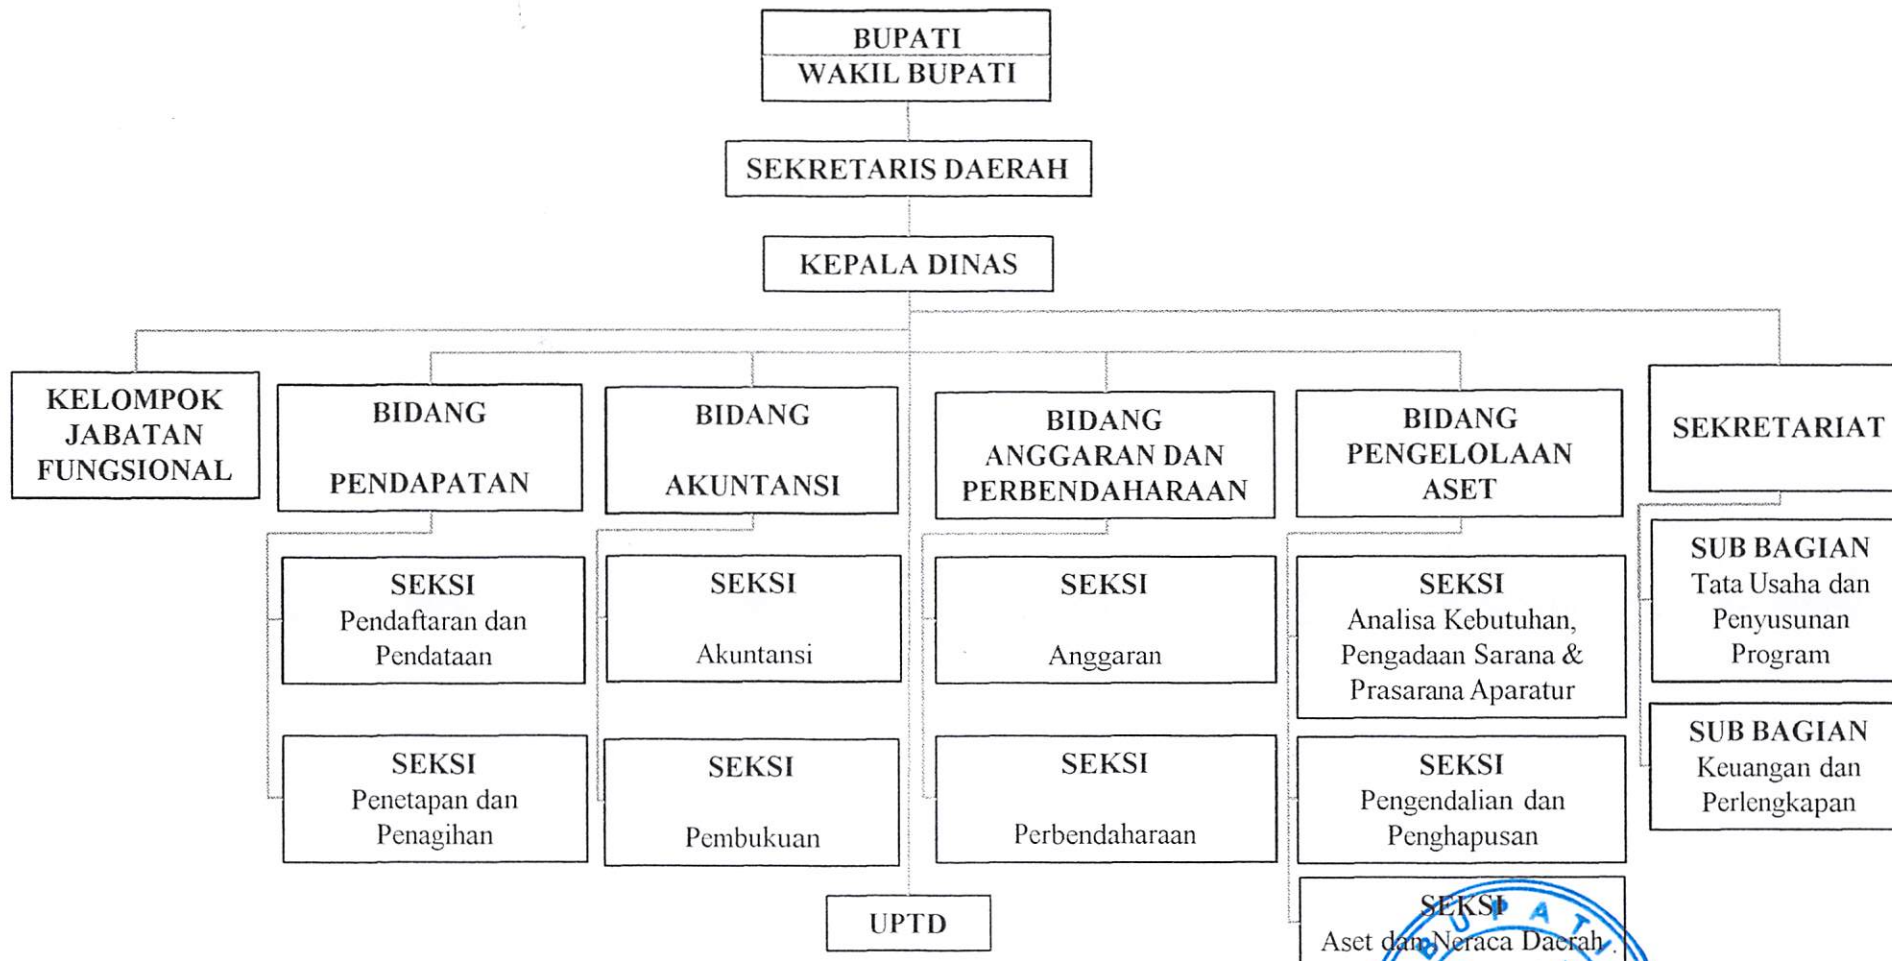 BUPATI
WAKIL BUPATI
SEKRETARIS DAERAH
KEPALA DINAS
KELOMPOK
JABATAN
FUNGSIONAL
BIDANG
PENDAPATAN
BIDANG
AKUNTANSI
BIDANG
ANGGARAN DAN
PERBENDAHARAAN
BIDANG
PENGELOLAAN
ASET
SEKRETARIAT
SEKSI
Pendaftaran dan
Pendataan
SEKSI
Akuntansi
SEKSI
Anggaran
SEKSI
Analisa Kebutuhan,
Pengadaan Sarana &
Prasarana Aparatur
SUB BAGIAN
Tata Usaha dan
Penyusunan
Program
SEKSI
Penetapan dan
Penagihan
SEKSI
Pembukuan
SEKSI
Perbendaharaan
SEKSI
Pengendalian dan
Penghapusan
SUB BAGIAN
Keuangan dan
Perlengkapan
UPTD
SEKSI
Aset dan Neraca Daerah
BUPATI